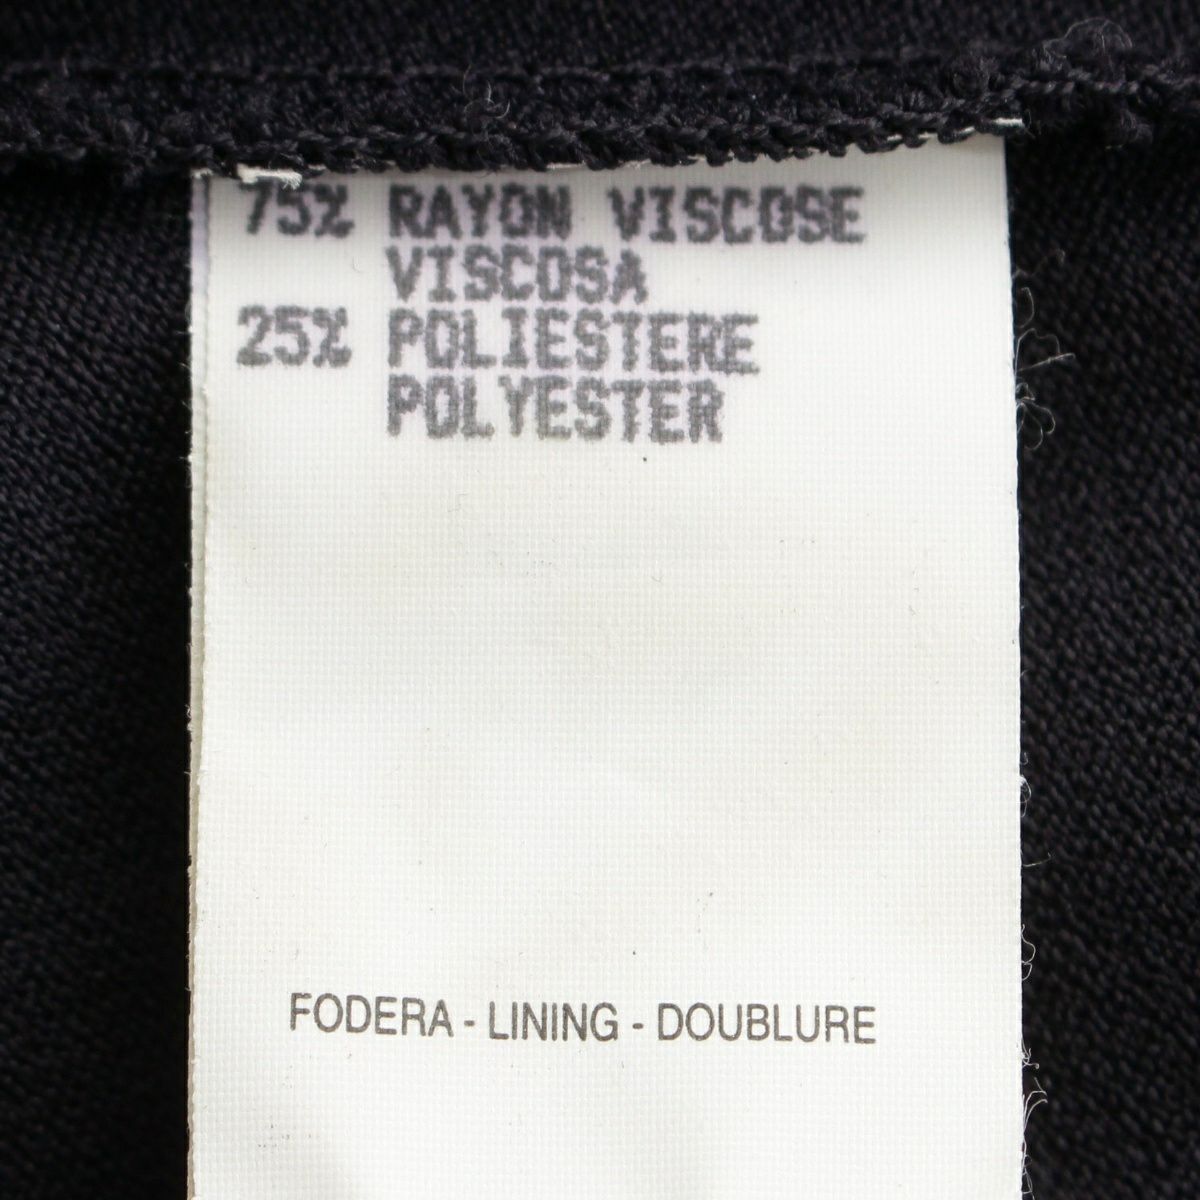 75% RAYON VISCOSE
VISCOSA
25% POLIESTERE
POLYESTER
FODERA - LINING - DOUBLURE